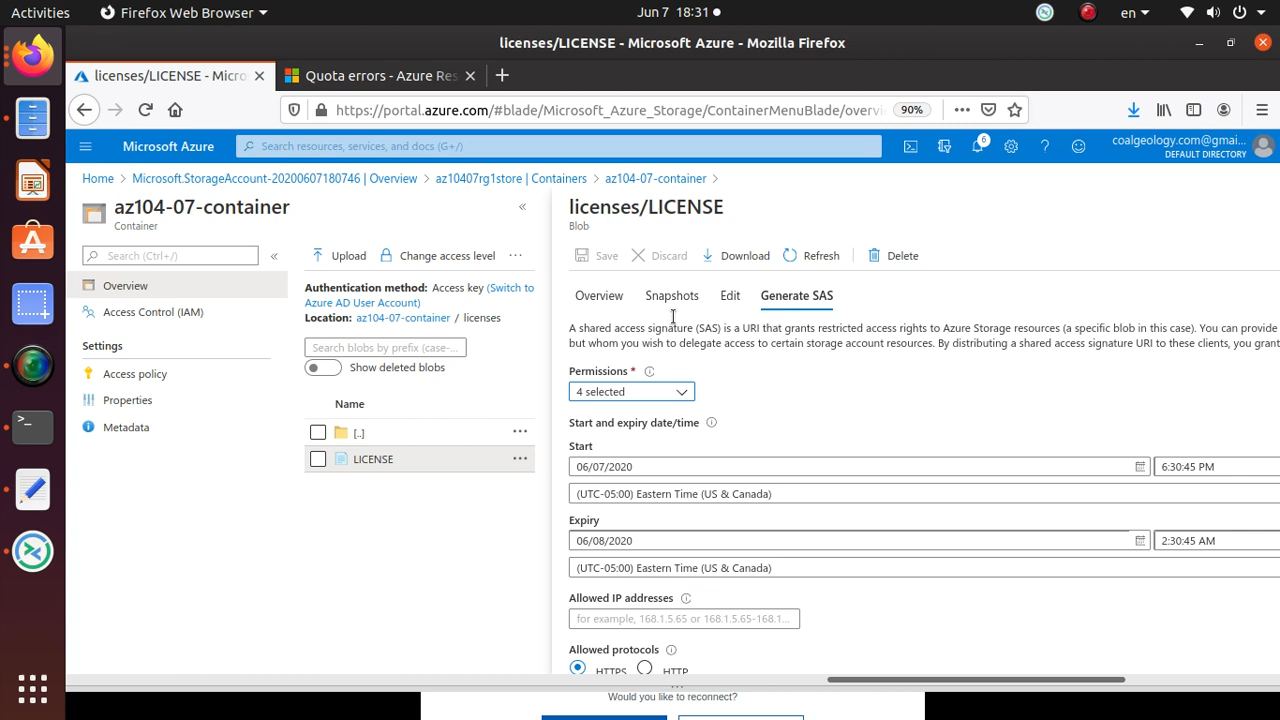 Activities
Firefox Web Browser
Jun 7 18:31
en
licenses/LICENSE - Microsoft Azure - Mozilla Firefox
licenses/LICENSE - Micro
Quota errors - Azure Res
https://portal.azure.com/#blade/Microsoft_Azure_Storage/ContainerMenuBlade/overvi
90%
Microsoft Azure
Search resources, services, and docs (G+/)
6
coalgeology.com@gmai...
DEFAULT DIRECTORY
Home > Microsoft.StorageAccount-20200607180746 | Overview > az10407rg1store | Containers > az104-07-container >
az104-07-container
Container
Search (Ctrl+/)
Overview
Access Control (IAM)
Settings
Access policy
Properties
Metadata
Upload
Change access level
Authentication method: Access key (Switch to
Azure AD User Account)
Location: az104-07-container / licenses
Search blobs by prefix (case-...
Show deleted blobs
Name
[..]
LICENSE
licenses/LICENSE
Blob
Save
Discard
Download
Refresh
Delete
Overview
Snapshots
Edit
Generate SAS
A shared access signature (SAS) is a URI that grants restricted access rights to Azure Storage resources (a specific blob in this case). You can provide
but whom you wish to delegate access to certain storage account resources. By distributing a shared access signature URI to these clients, you grant
Permissions *
4 selected
Start and expiry date/time
Start
06/07/2020
6:30:45 PM
(UTC-05:00) Eastern Time (US & Canada)
Expiry
06/08/2020
2:30:45 AM
(UTC-05:00) Eastern Time (US & Canada)
Allowed IP addresses
for example, 168.1.5.65 or 168.1.5.65-168.1....
Allowed protocols
HTTPS
HTTP
Would you like to reconnect?